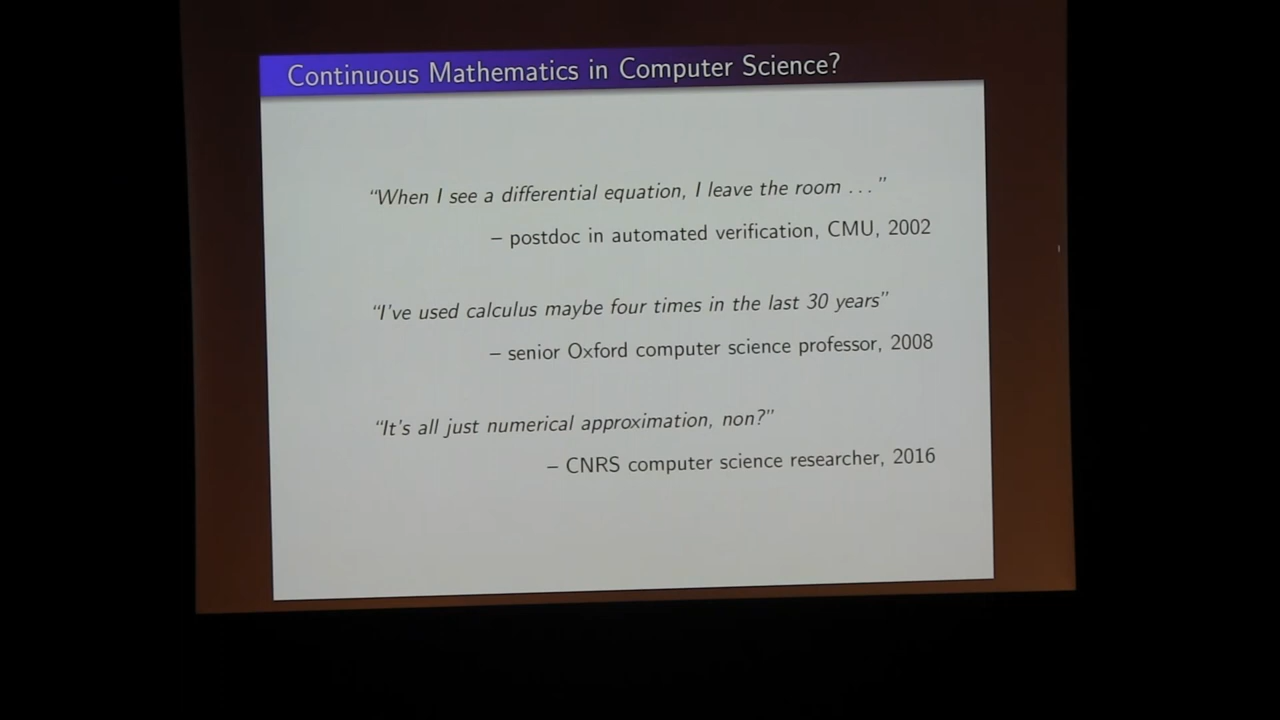 Continuous Mathematics in Computer Science?
“When I see a differential equation, I leave the room . . . ”
– postdoc in automated verification, CMU, 2002
“I’ve used calculus maybe four times in the last 30 years”
– senior Oxford computer science professor, 2008
“It’s all just numerical approximation, non?”
– CNRS computer science researcher, 2016